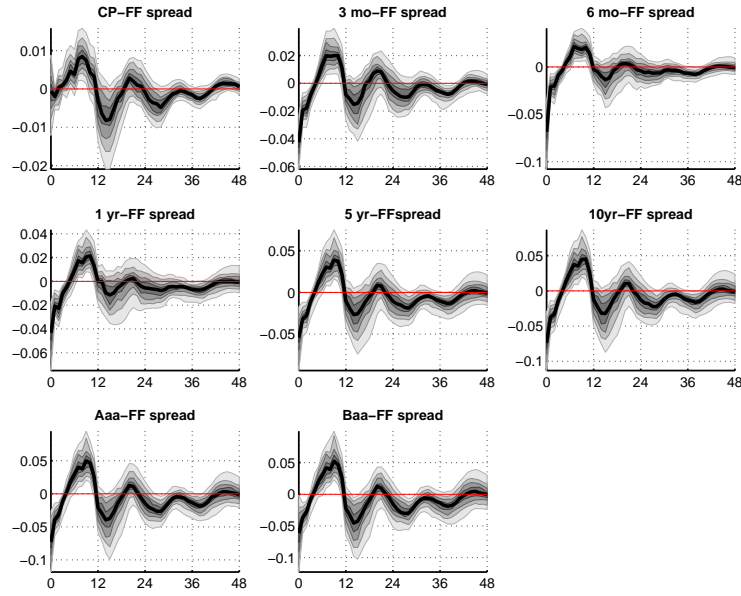 CP−FF spread
3 mo−FF spread
6 mo−FF spread
0.01
0
−0.01
−0.02
0 12 24 36 48
0.02
0
−0.02
−0.04
−0.06
0 12 24 36 48
0
−0.05
−0.1
0 12 24 36 48
1 yr−FF spread
5 yr−FFspread
10yr−FF spread
0.04
0.02
0
−0.02
−0.04
−0.06
0 12 24 36 48
0.05
0
−0.05
0 12 24 36 48
0.05
0
−0.05
−0.1
0 12 24 36 48
Aaa−FF spread
Baa−FF spread
0.05
0
−0.05
−0.1
0 12 24 36 48
0.05
0
−0.05
−0.1
0 12 24 36 48